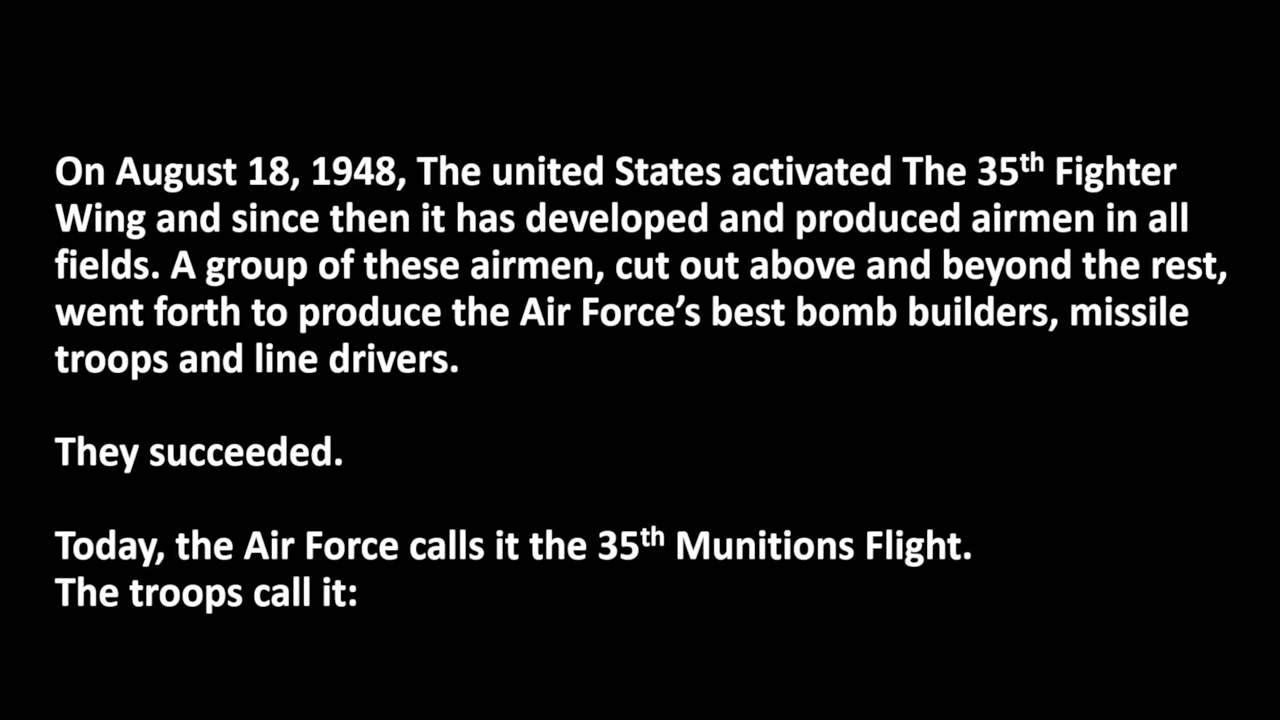 On August 18, 1948, The united States activated The 35th Fighter
Wing and since then it has developed and produced airmen in all
fields. A group of these airmen, cut out above and beyond the rest,
went forth to produce the Air Force’s best bomb builders, missile
troops and line drivers.
They succeeded.
Today, the Air Force calls it the 35th Munitions Flight.
The troops call it: